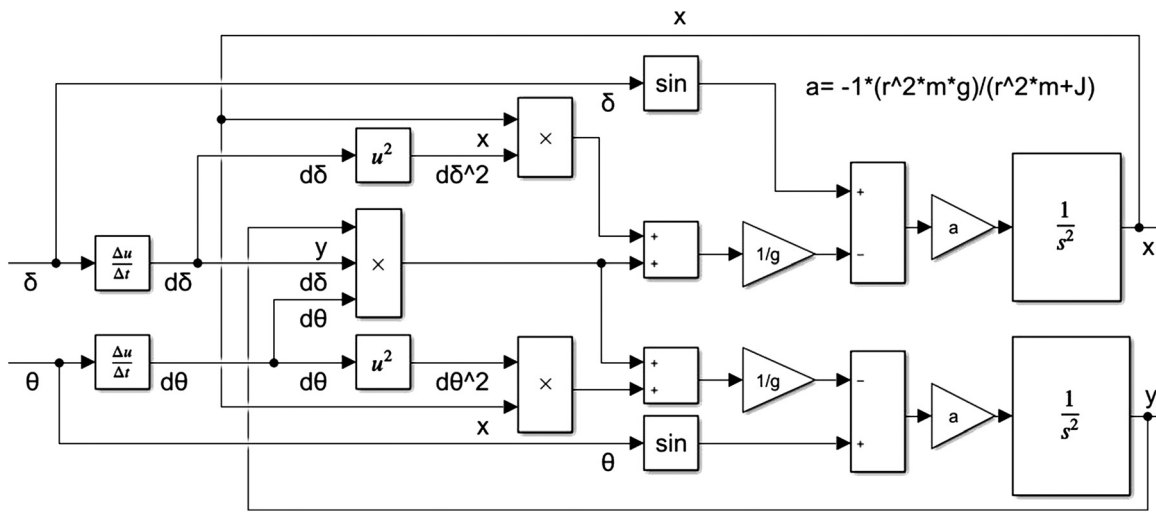 x
sin
a= -1*(r^2*m*g)/(r^2*m+J)
δ
x
×
u²
dδ
dδ^2
+
+
1/g
+
−
a
1/s²
x
δ
Δu/Δt
dδ
y
dδ
dθ
×
θ
Δu/Δt
dθ
dθ
u²
dθ^2
x
×
+
+
1/g
−
+
a
1/s²
y
sin
θ